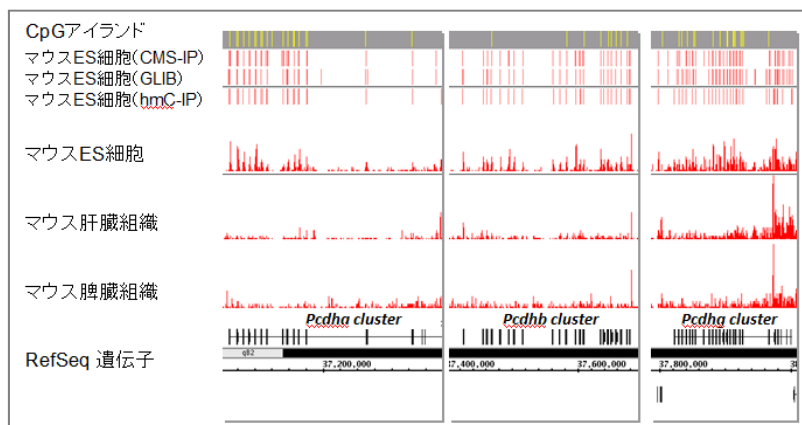 CpGアイランド
マウスES細胞(CMS-IP)
マウスES細胞(GLIB)
マウスES細胞(hmC-IP)
マウスES細胞
マウス肝臓組織
マウス脾臓組織
Pcdha cluster
Pcdhb cluster
Pcdhg cluster
RefSeq 遺伝子
qB2
37,200,000
37,400,000
37,600,000
37,800,000